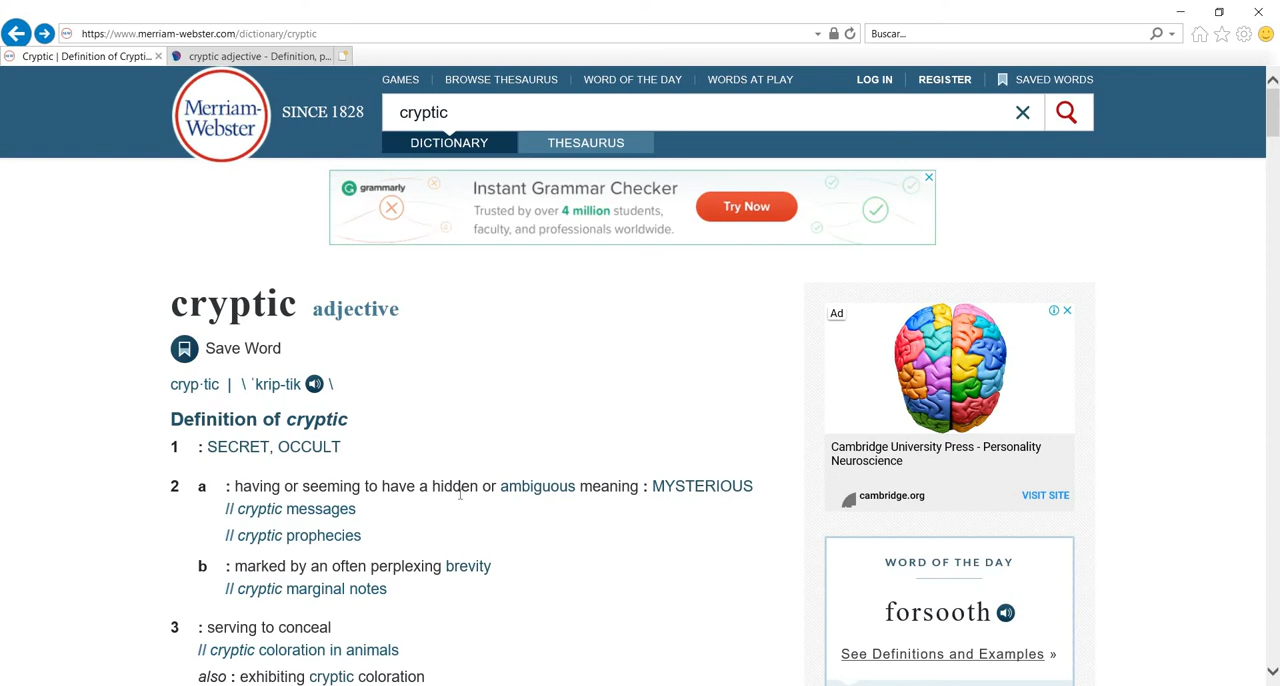 https://www.merriam-webster.com/dictionary/cryptic
Buscar...
Cryptic | Definition of Crypti...
cryptic adjective - Definition, p...
GAMES BROWSE THESAURUS WORD OF THE DAY WORDS AT PLAY LOG IN REGISTER SAVED WORDS
Merriam-
Webster
SINCE 1828
cryptic
DICTIONARY THESAURUS
grammarly
Instant Grammar Checker
Trusted by over 4 million students,
faculty, and professionals worldwide.
Try Now
cryptic adjective
Save Word
cryp·tic | \ ˈkrip-tik \
Definition of cryptic
1 : SECRET, OCCULT
2 a : having or seeming to have a hidden or ambiguous meaning : MYSTERIOUS
// cryptic messages
// cryptic prophecies
b : marked by an often perplexing brevity
// cryptic marginal notes
3 : serving to conceal
// cryptic coloration in animals
also : exhibiting cryptic coloration
Ad
Cambridge University Press - Personality
Neuroscience
cambridge.org
VISIT SITE
WORD OF THE DAY
forsooth
See Definitions and Examples »